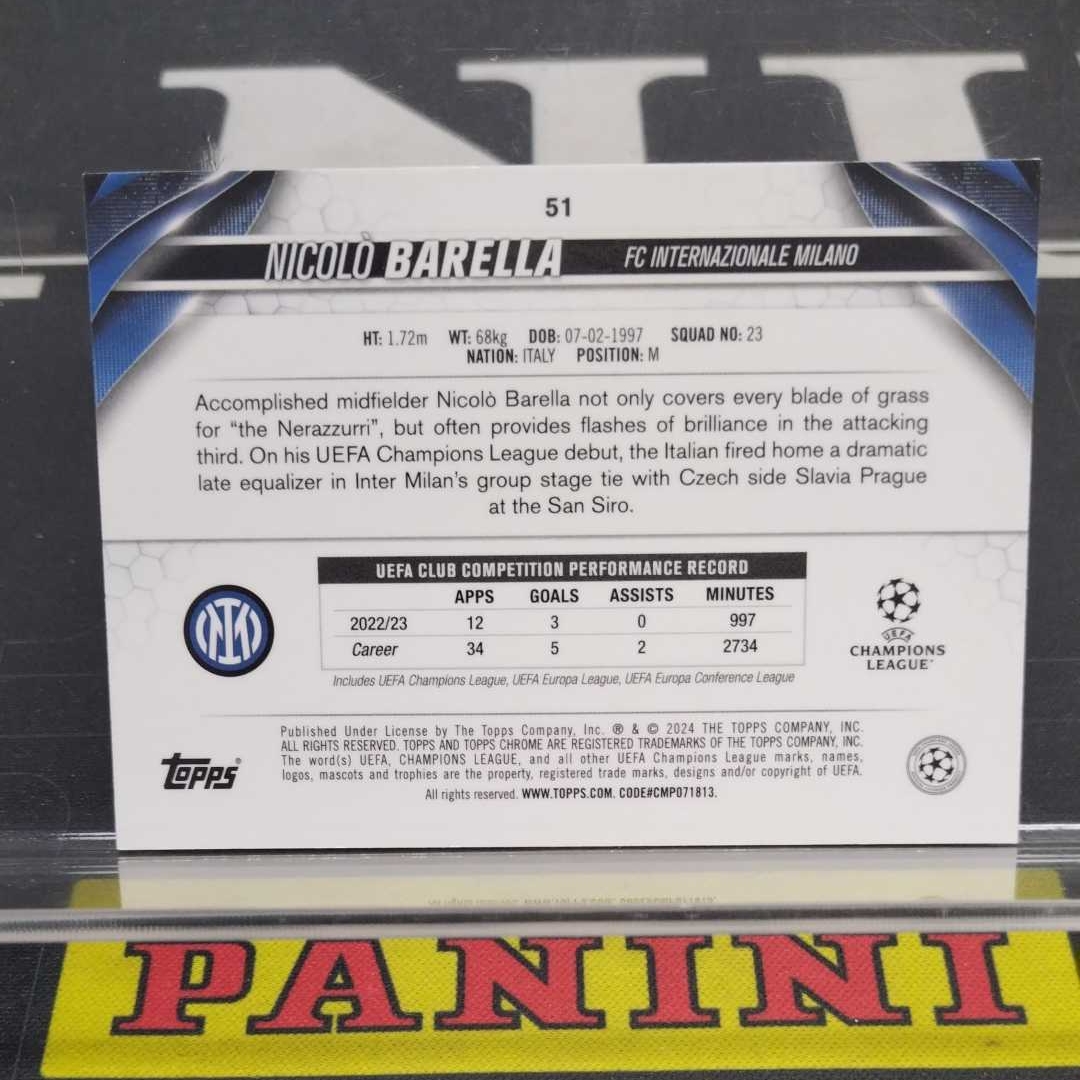 51
NICOLÒ BARELLA FC INTERNAZIONALE MILANO
HT: 1.72m WT: 68kg DOB: 07-02-1997 SQUAD NO: 23
NATION: ITALY POSITION: M
Accomplished midfielder Nicolò Barella not only covers every blade of grass
for “the Nerazzurri”, but often provides flashes of brilliance in the attacking
third. On his UEFA Champions League debut, the Italian fired home a dramatic
late equalizer in Inter Milan’s group stage tie with Czech side Slavia Prague
at the San Siro.
UEFA CLUB COMPETITION PERFORMANCE RECORD
APPS GOALS ASSISTS MINUTES
2022/23 12 3 0 997
Career 34 5 2 2734
Includes UEFA Champions League, UEFA Europa League, UEFA Europa Conference League
UEFA
CHAMPIONS
LEAGUE
Published Under License by The Topps Company, Inc. ® & © 2024 THE TOPPS COMPANY, INC.
ALL RIGHTS RESERVED. TOPPS AND TOPPS CHROME ARE REGISTERED TRADEMARKS OF THE TOPPS COMPANY, INC.
The word(s) UEFA, CHAMPIONS LEAGUE, and all other UEFA Champions League marks, names,
logos, mascots and trophies are the property, registered trade marks, designs and/or copyright of UEFA.
All rights reserved. WWW.TOPPS.COM. CODE#CMP071813.
Topps®
PANINI